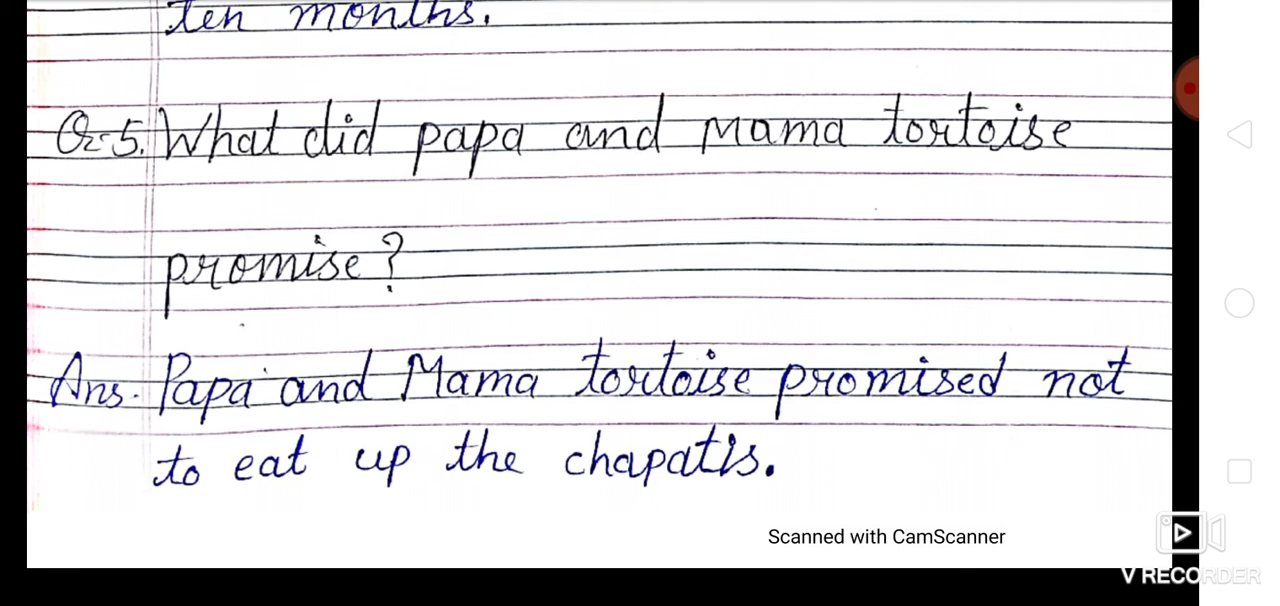 ten months.
Q-5. What did papa and Mama tortoise
promise?
Ans. Papa and Mama tortoise promised not
to eat up the chapatis.
Scanned with CamScanner
V RECORDER